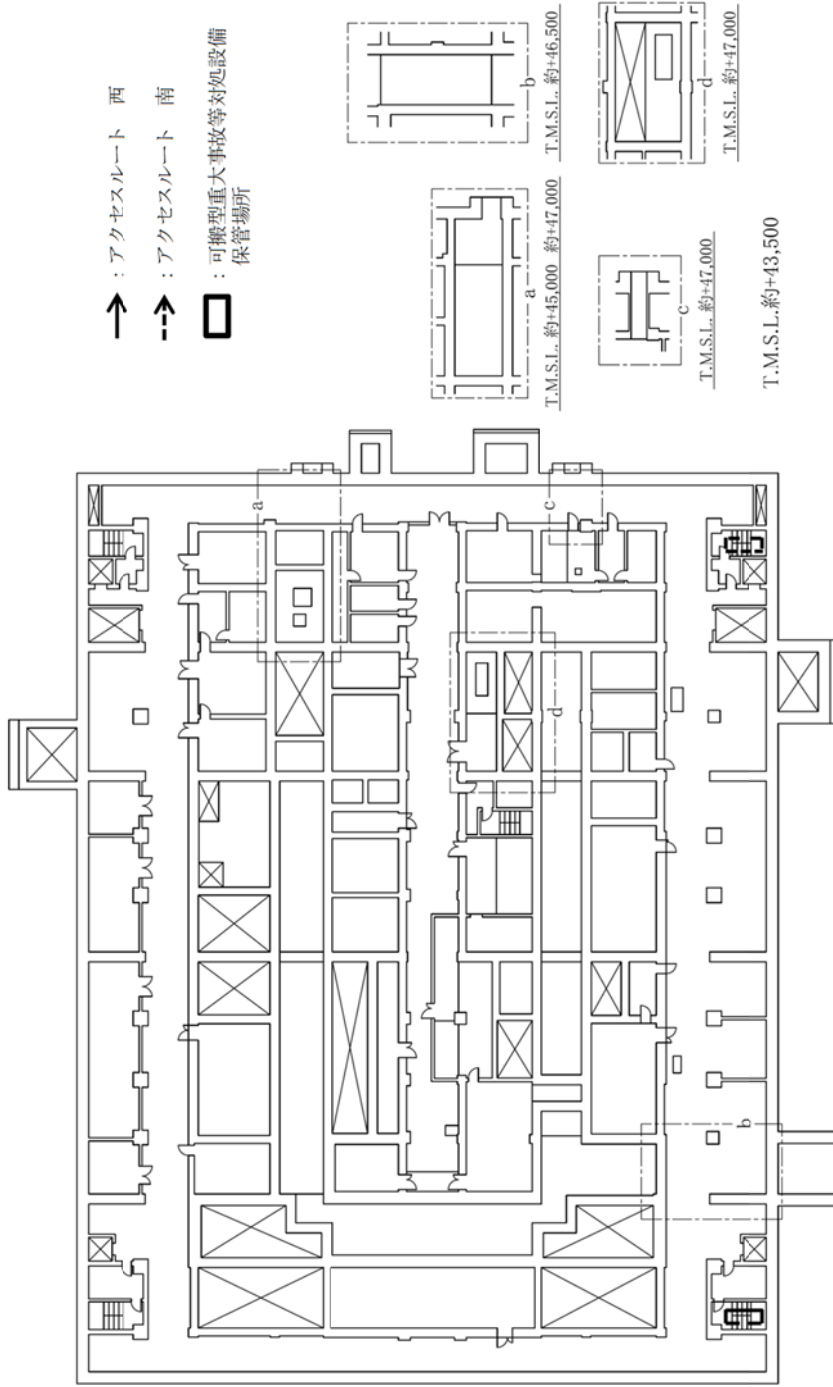 ：アクセスルート　西
：アクセスルート　南
：可搬型重大事故等対処設備
保管場所
a
T.M.S.L. 約+45,000 約+47,000
b
T.M.S.L. 約+46,500
c
T.M.S.L. 約+47,000
d
T.M.S.L. 約+47,000
T.M.S.L.約+43,500
a
c
d
b